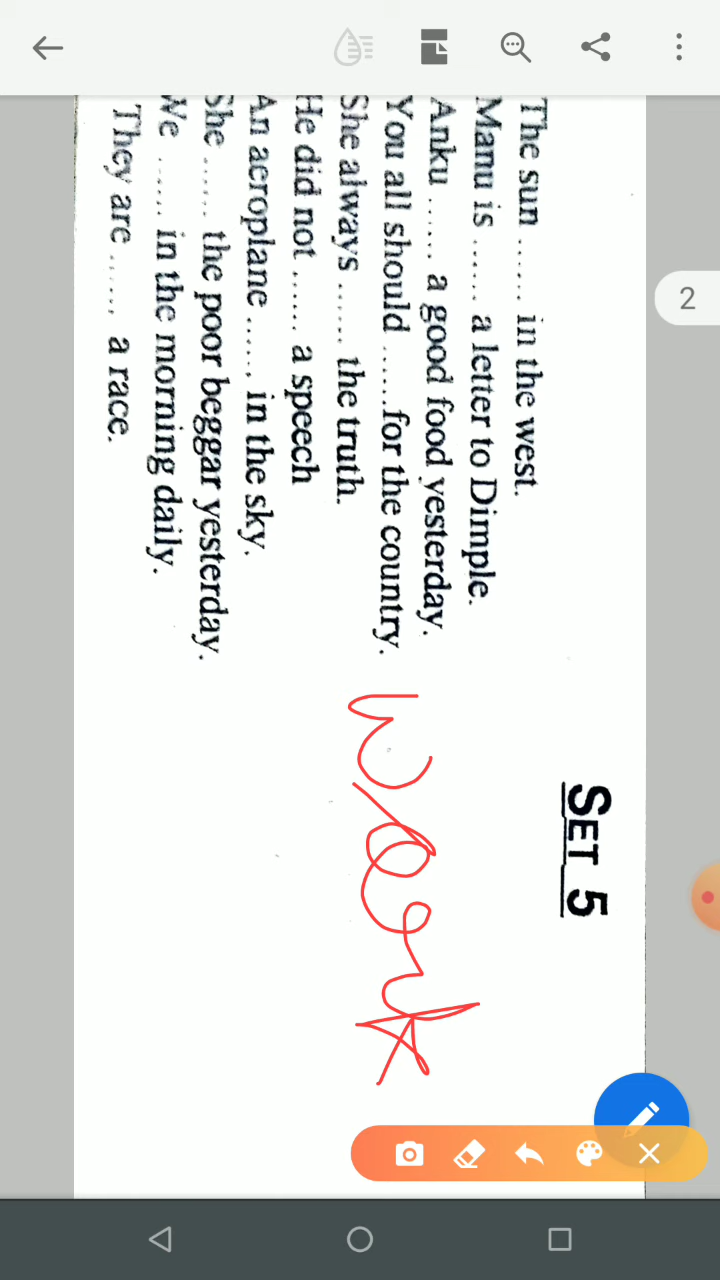 2
SET 5
The sun ....... in the west.
Manu is ...... a letter to Dimple.
Anku ...... a good food yesterday.
You all should .......for the country.
She always ...... the truth.
He did not ...... a speech
An aeroplane ......, in the sky.
She ...... the poor beggar yesterday.
We ...... in the morning daily.
They are ......, a race.